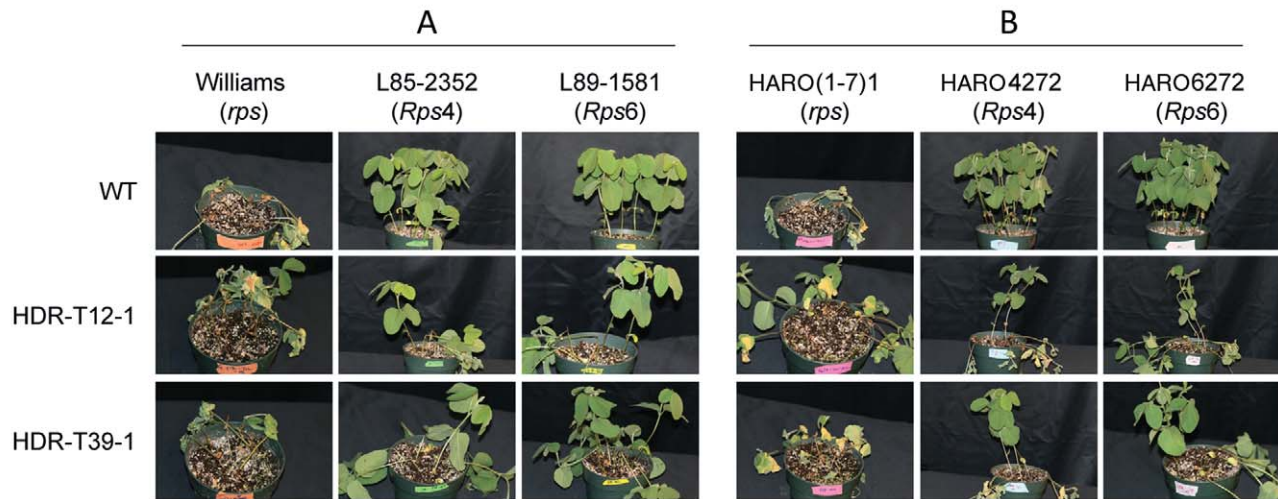 A
B
Williams
(rps)
L85-2352
(Rps4)
L89-1581
(Rps6)
HARO(1-7)1
(rps)
HARO4272
(Rps4)
HARO6272
(Rps6)
WT
HDR-T12-1
HDR-T39-1